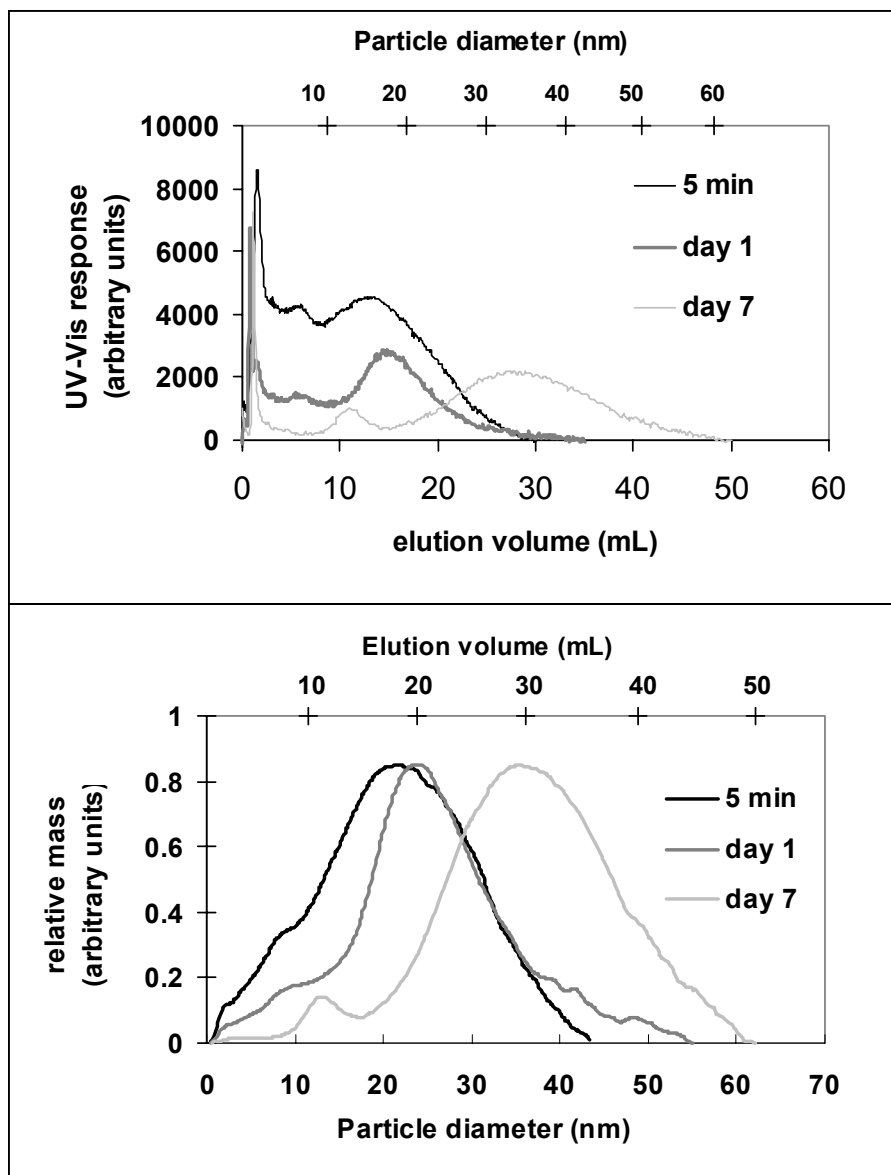 Particle diameter (nm)
10 20 30 40 50 60
10000
8000
6000
4000
2000
0
UV-Vis response
(arbitrary units)
5 min
day 1
day 7
0 10 20 30 40 50 60
elution volume (mL)
Elution volume (mL)
10 20 30 40 50
1
0.8
0.6
0.4
0.2
0
relative mass
(arbitrary units)
5 min
day 1
day 7
0 10 20 30 40 50 60 70
Particle diameter (nm)